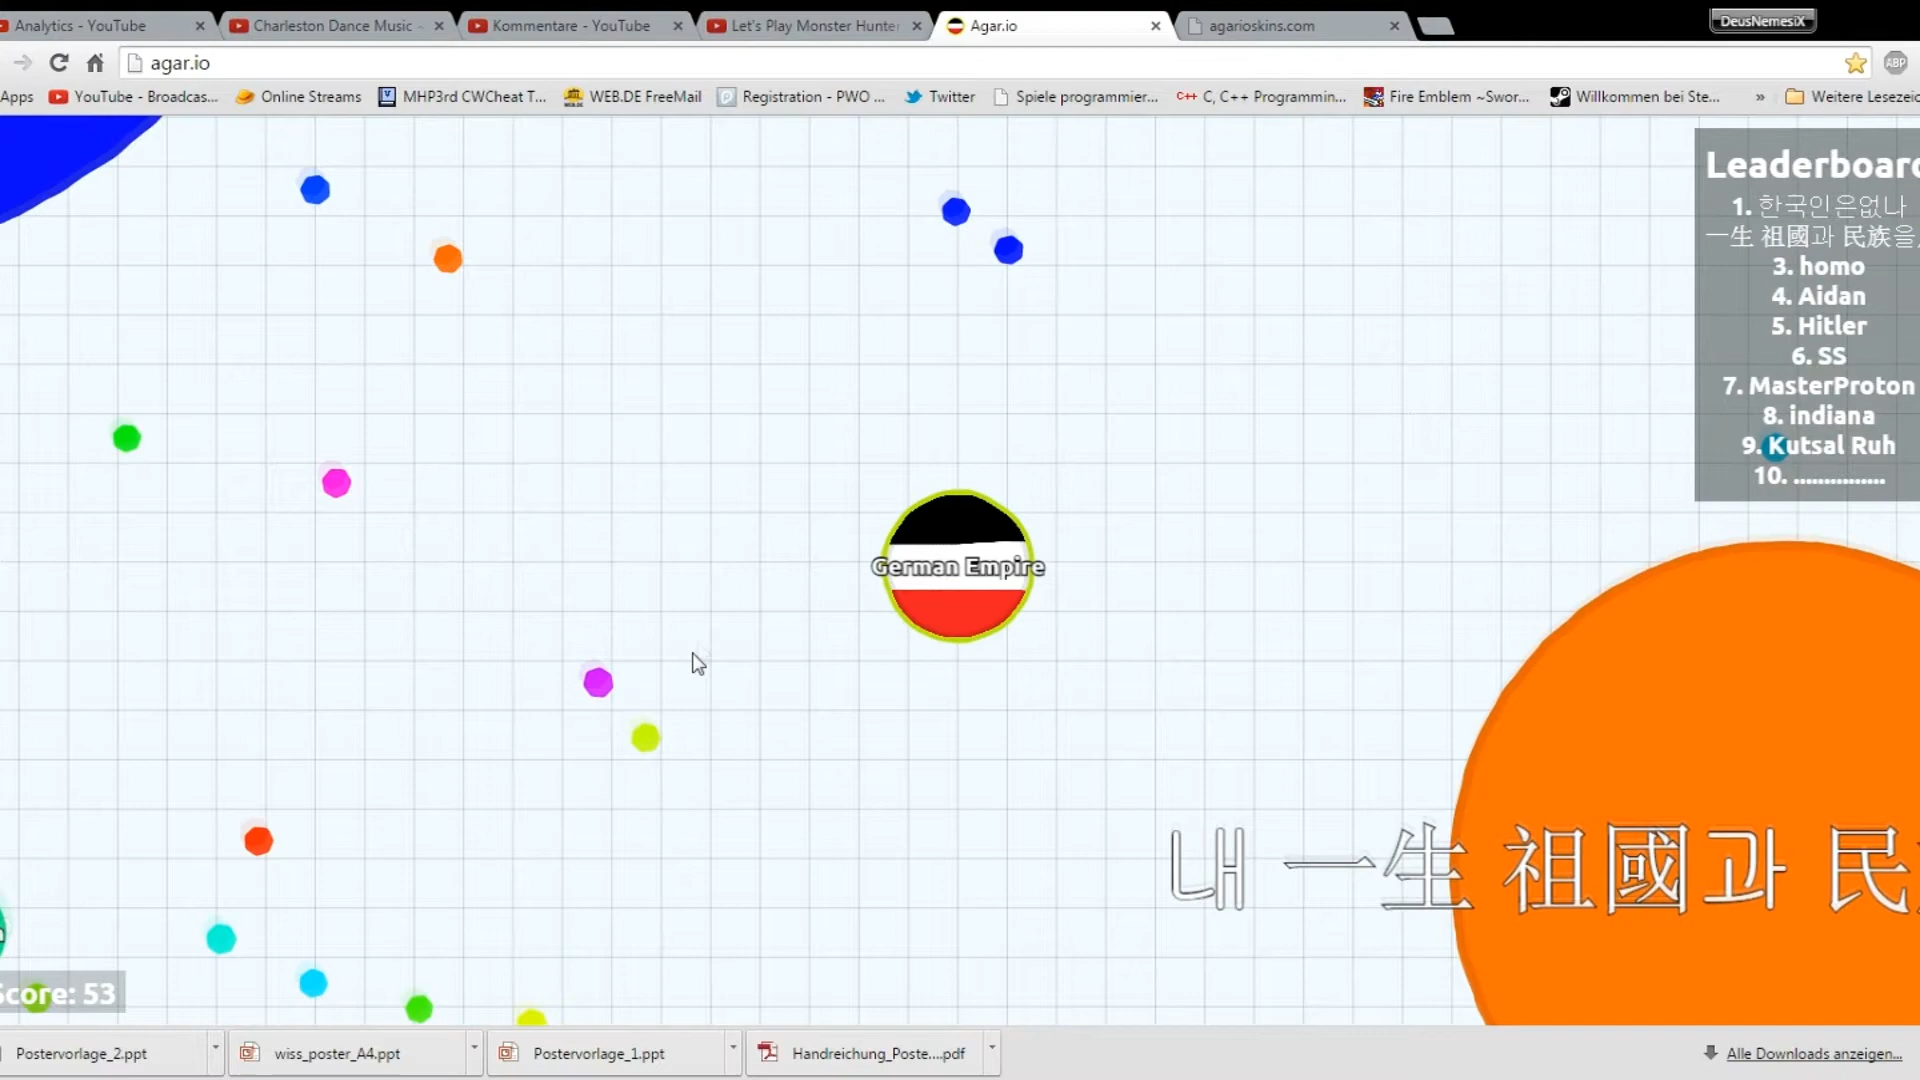 Analytics - YouTube
Charleston Dance Music -
Kommentare - YouTube
Let's Play Monster Hunter
Agar.io
agarioskins.com
DeusNemesiX
agar.io
ABP
Apps
YouTube - Broadcas...
Online Streams
MHP3rd CWCheat T...
WEB.DE FreeMail
Registration - PWO ...
Twitter
Spiele programmier...
C, C++ Programmin...
Fire Emblem ~Swor...
Willkommen bei Ste...
»
Weitere Lesezeic
Leaderboard
1. 한국인은없나
一生 祖國과 民族을
3. homo
4. Aidan
5. Hitler
6. SS
7. MasterProton
8. indiana
9. Kutsal Ruh
10. ...............
German Empire
내 一生 祖國과 民族
Score: 53
Postervorlage_2.ppt
wiss_poster_A4.ppt
Postervorlage_1.ppt
Handreichung_Poste....pdf
Alle Downloads anzeigen...